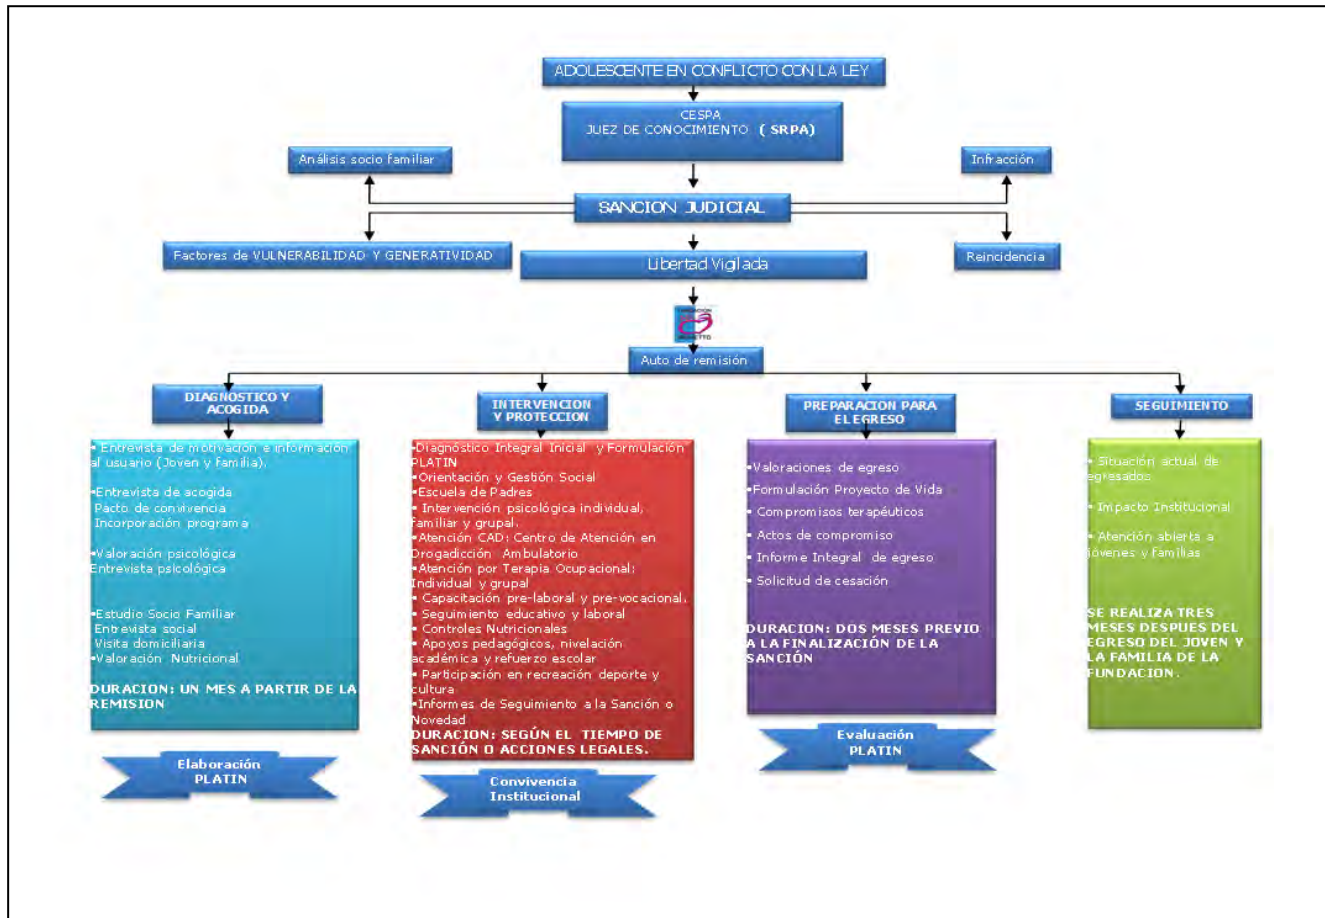 ADOLESCENTE EN CONFLICTO CON LA LEY
CESPA
JUEZ DE CONOCIMIENTO ( SRPA)
Análisis socio familiar
Infracción
SANCION JUDICIAL
Factores de VULNERABILIDAD Y GENERATIVIDAD
Reincidencia
Libertad Vigilada
Auto de remisión
DIAGNOSTICO Y
ACOGIDA
• Entrevista de motivacion e informacion
al usuario (Joven y familia).
•Entrevista de acogida
Pacto de convivencia
Incorporación programa
•Valoración psicológica
Entrevista psicológica
•Estudio Socio Familiar
Entrevista social
Visita domiciliaria
•Valoración Nutricional
DURACION: UN MES A PARTIR DE LA
REMISION
Elaboración
PLATIN
INTERVENCION
Y PROTECCION
•Diagnóstico Integral Inicial y Formulación
PLATIN
•Orientación y Gestión Social
•Escuela de Padres
• Intervención psicológica individual,
familiar y grupal.
•Atención CAD: Centro de Atención en
Drogadicción Ambulatorio
•Atención por Terapia Ocupacional:
Individual y grupal
• Capacitación pre-laboral y pre-vocacional.
• Seguimiento educativo y laboral
• Controles Nutricionales
• Apoyos pedagógicos, nivelación
académica y refuerzo escolar
• Participación en recreación deporte y
cultura
•Informes de Seguimiento a la Sanción o
Novedad
DURACION: SEGÚN EL TIEMPO DE
SANCIÓN O ACCIONES LEGALES.
Convivencia
Institucional
PREPARACION PARA
EL EGRESO
•Valoraciones de egreso
•Formulación Proyecto de Vida
• Compromisos terapéuticos
• Actos de compromiso
• Informe Integral de egreso
• Solicitud de cesación
DURACION: DOS MESES PREVIO
A LA FINALIZACIÓN DE LA
SANCIÓN
Evaluación
PLATIN
SEGUIMIENTO
• Situación actual de
egresados
• Impacto Institucional
• Atención abierta a
jóvenes y familias
SE REALIZA TRES
MESES DESPUES DEL
EGRESO DEL JOVEN Y
LA FAMILIA DE LA
FUNDACION.